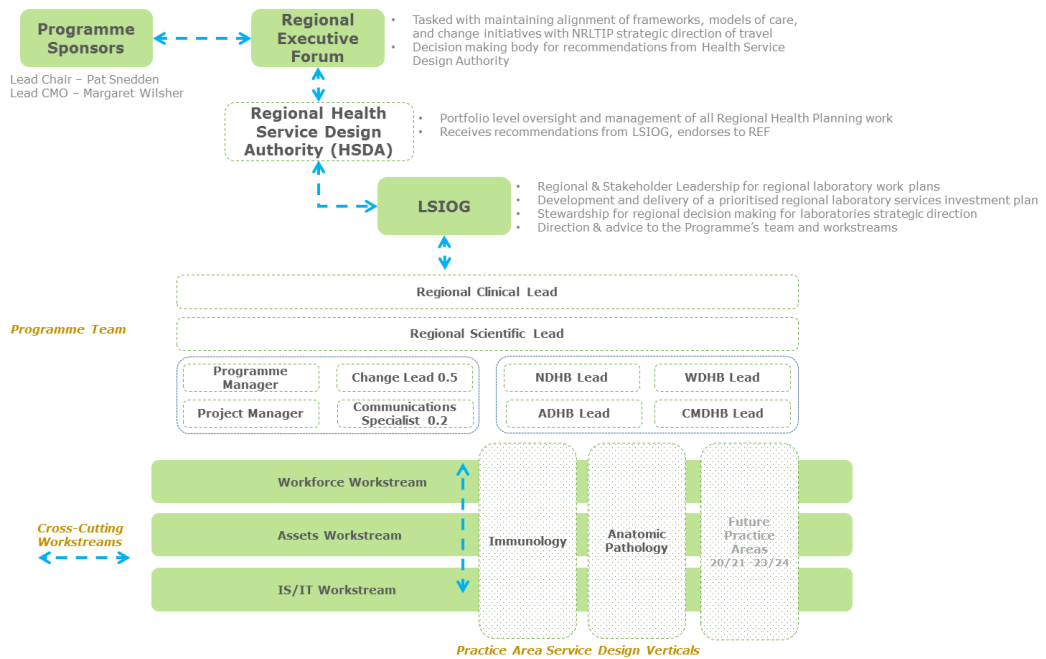 Programme
Sponsors
Lead Chair – Pat Snedden
Lead CMO – Margaret Wilsher
Regional
Executive
Forum
• Tasked with maintaining alignment of frameworks, models of care,
and change initiatives with NRLTIP strategic direction of travel
• Decision making body for recommendations from Health Service
Design Authority
Regional Health
Service Design
Authority (HSDA)
• Portfolio level oversight and management of all Regional Health Planning work
• Receives recommendations from LSIOG, endorses to REF
LSIOG
• Regional & Stakeholder Leadership for regional laboratory work plans
• Development and delivery of a prioritised regional laboratory services investment plan
• Stewardship for regional decision making for laboratories strategic direction
• Direction & advice to the Programme's team and workstreams
Regional Clinical Lead
Programme Team
Regional Scientific Lead
Programme
Manager
Change Lead 0.5
Project Manager
Communications
Specialist 0.2
NDHB Lead
WDHB Lead
ADHB Lead
CMDHB Lead
Cross-Cutting
Workstreams
Workforce Workstream
Assets Workstream
IS/IT Workstream
Immunology
Anatomic
Pathology
Future
Practice
Areas
20/21 -23/24
Practice Area Service Design Verticals